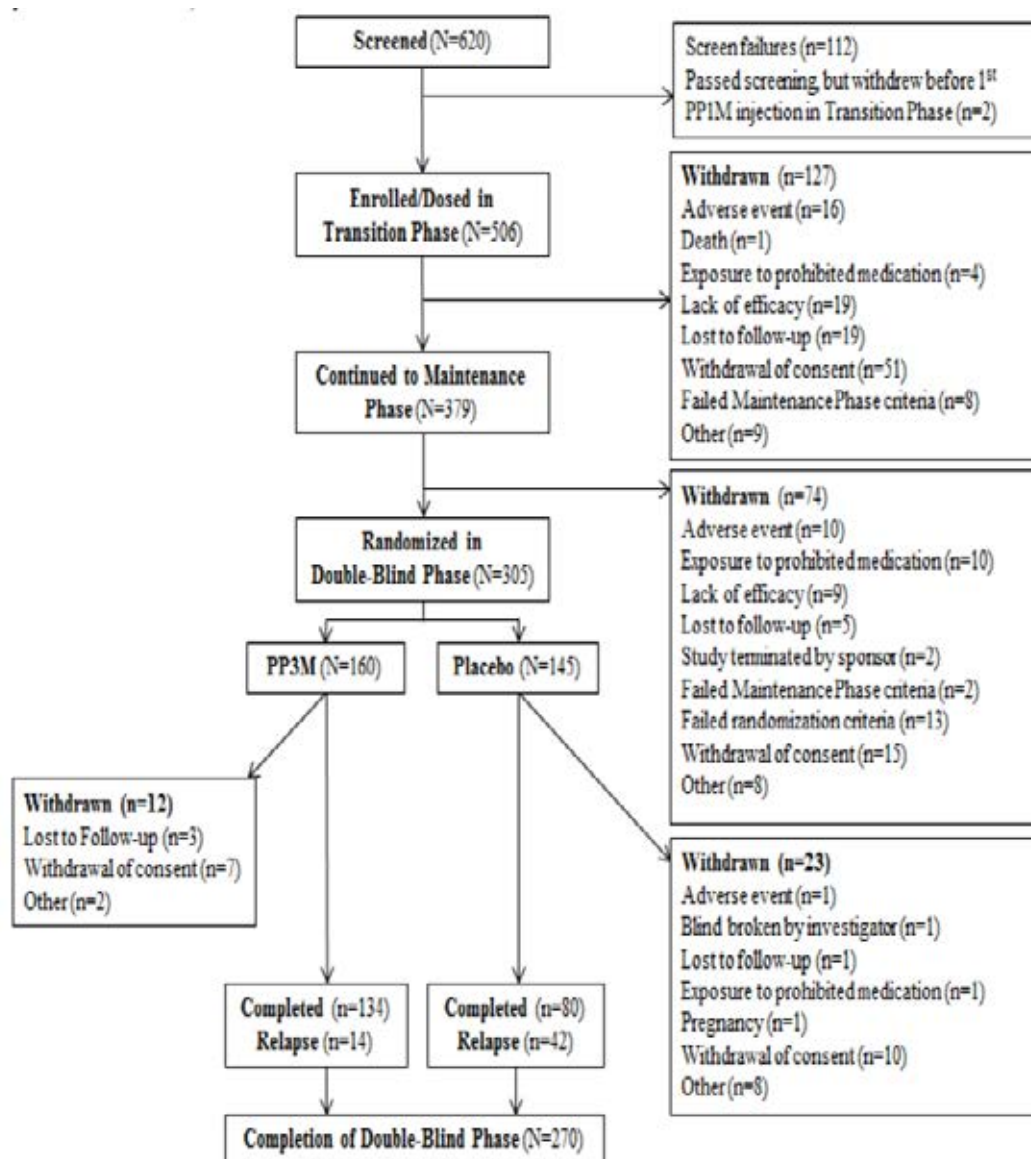 Screened (N=620)
Screen failures (n=112)
Passed screening, but withdrew before 1st
PP1M injection in Transition Phase (n=2)
Enrolled/Dosed in
Transition Phase (N=506)
Withdrawn (n=127)
Adverse event (n=16)
Death (n=1)
Exposure to prohibited medication (n=4)
Lack of efficacy (n=19)
Lost to follow-up (n=19)
Withdrawal of consent (n=51)
Failed Maintenance Phase criteria (n=8)
Other (n=9)
Continued to Maintenance
Phase (N=379)
Withdrawn (n=74)
Adverse event (n=10)
Exposure to prohibited medication (n=10)
Lack of efficacy (n=9)
Lost to follow-up (n=5)
Study terminated by sponsor (n=2)
Failed Maintenance Phase criteria (n=2)
Failed randomization criteria (n=13)
Withdrawal of consent (n=15)
Other (n=8)
Randomized in
Double-Blind Phase (N=305)
PP3M (N=160)
Placebo (N=145)
Withdrawn (n=12)
Lost to Follow-up (n=3)
Withdrawal of consent (n=7)
Other (n=2)
Withdrawn (n=23)
Adverse event (n=1)
Blind broken by investigator (n=1)
Lost to follow-up (n=1)
Exposure to prohibited medication (n=1)
Pregnancy (n=1)
Withdrawal of consent (n=10)
Other (n=8)
Completed (n=134)
Relapse (n=14)
Completed (n=80)
Relapse (n=42)
Completion of Double-Blind Phase (N=270)